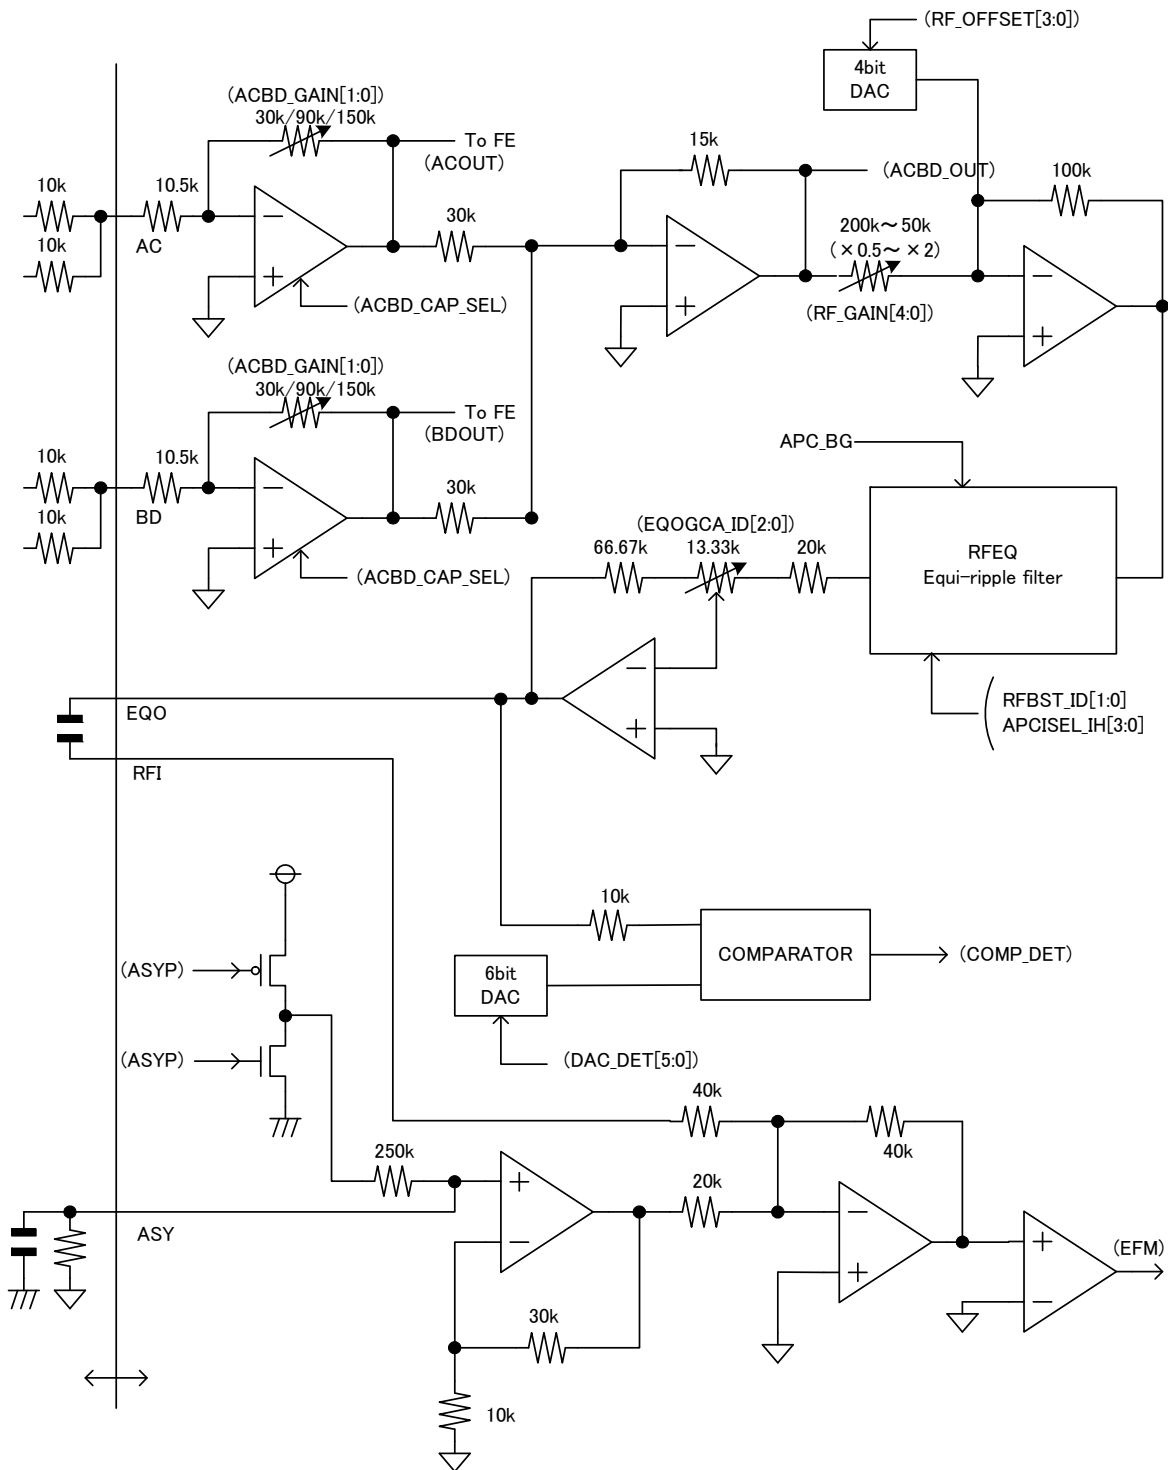 (RF_OFFSET[3:0])
4bit
DAC
(ACBD_GAIN[1:0])
30k/90k/150k
To FE
(ACOUT)
15k
(ACBD_OUT)
100k
10k
10.5k
10k
AC
30k
200k～50k
(×0.5～×2)
(RF_GAIN[4:0])
(ACBD_CAP_SEL)
(ACBD_GAIN[1:0])
30k/90k/150k
To FE
(BDOUT)
APC_BG
10k
10.5k
10k
BD
30k
(EQOGCA_ID[2:0])
66.67k
13.33k
20k
RFEQ
Equi-ripple filter
(ACBD_CAP_SEL)
EQO
RFBST_ID[1:0]
APCISEL_IH[3:0]
RFI
10k
COMPARATOR
(COMP_DET)
(ASYP)
6bit
DAC
(ASYP)
(DAC_DET[5:0])
40k
40k
250k
20k
ASY
(EFM)
30k
10k